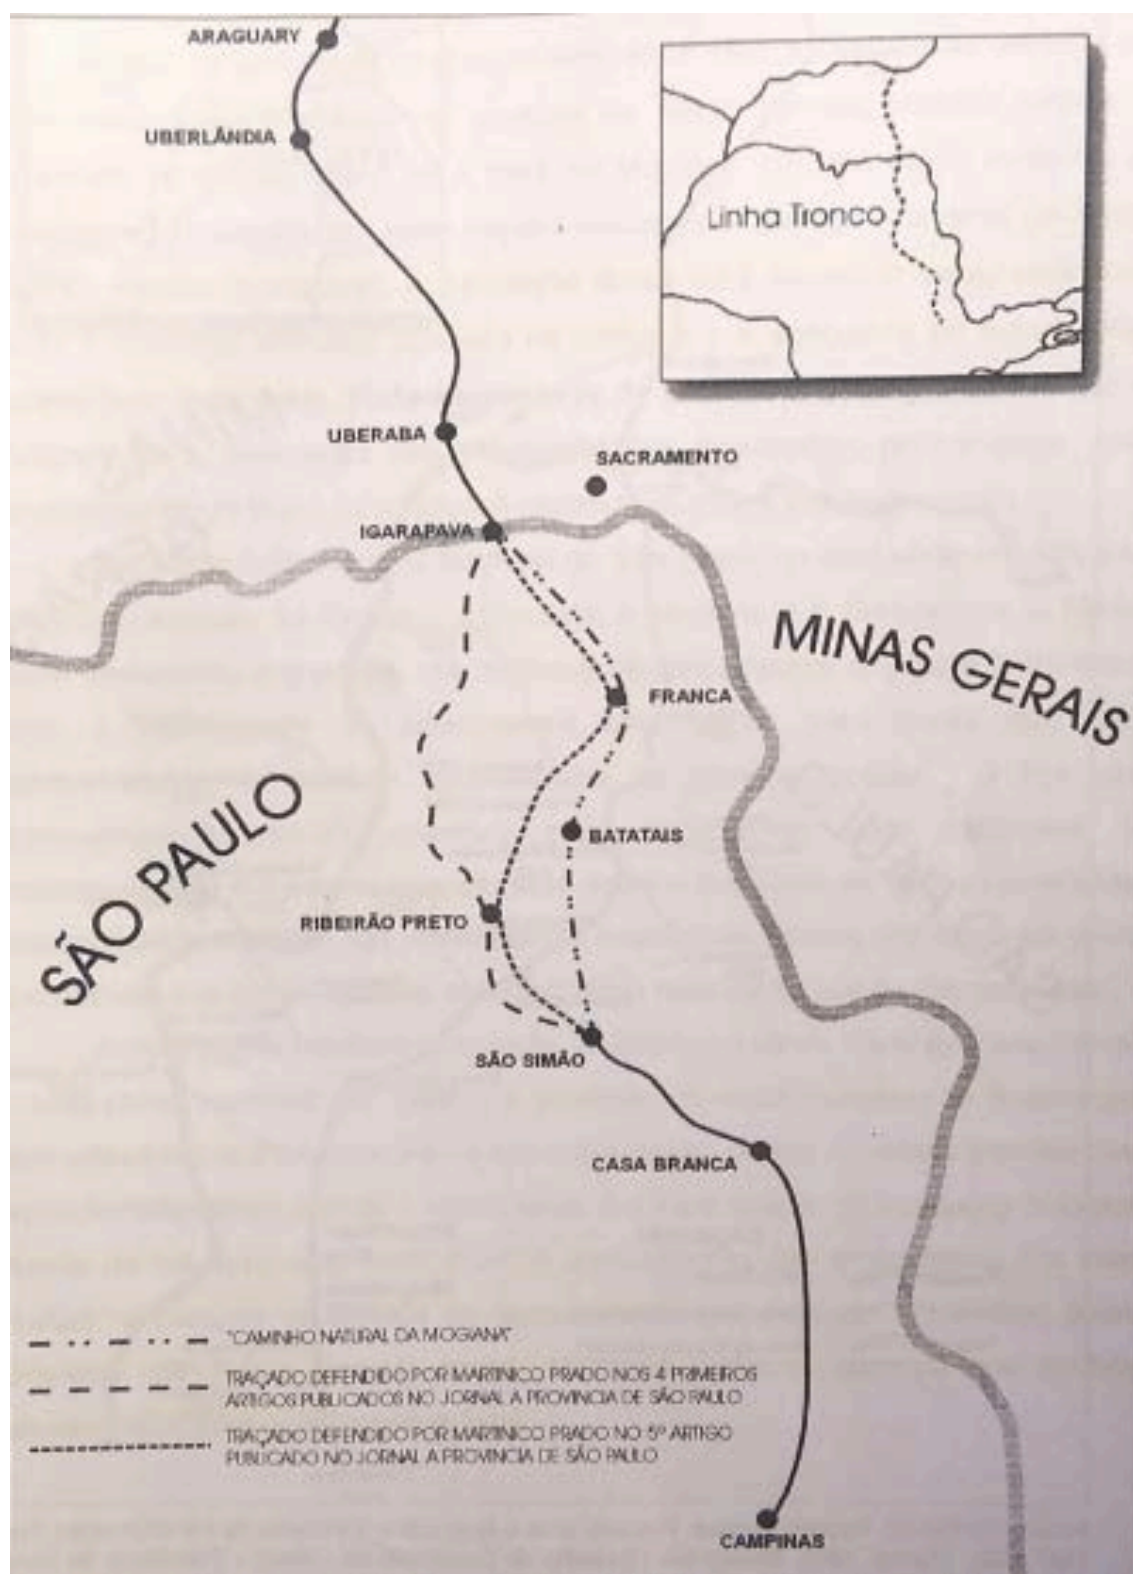 ARAGUARY
UBERLÂNDIA
Linha Tronco
UBERABA
SACRAMENTO
IGARAPAVA
MINAS GERAIS
FRANCA
SÃO PAULO
BATATAIS
RIBEIRÃO PRETO
SÃO SIMÃO
CASA BRANCA
"CAMINHO NATURAL DA MOGIANA"
TRAÇADO DEFENDIDO POR MARTINICO PRADO NOS 4 PRIMEIROS
ARTIGOS PUBLICADOS NO JORNAL A PROVINCIA DE SÃO PAULO
TRAÇADO DEFENDIDO POR MARTINICO PRADO NO 5º ARTIGO
PUBLICADO NO JORNAL A PROVINCIA DE SÃO PAULO
CAMPINAS